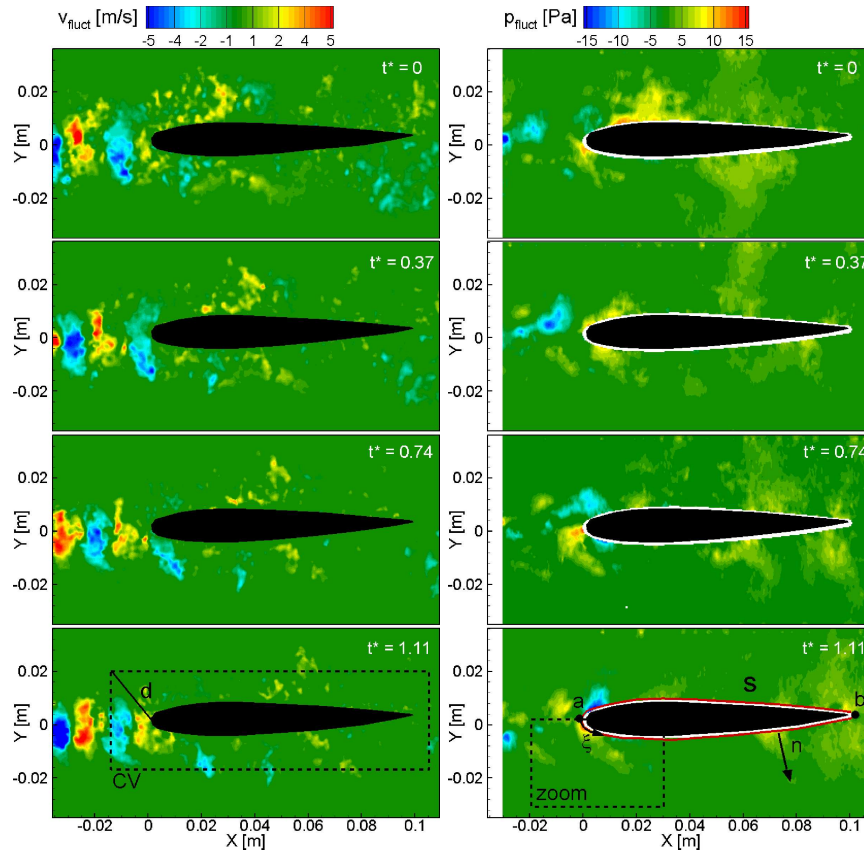 v_fluct [m/s]
-5 -4 -1 1 2 4 5
p_fluct [Pa]
-15 -10 -5 5 10 15
t* = 0
0.02
0
-0.02
Y [m]
t* = 0
0.02
0
-0.02
Y [m]
t* = 0.37
0.02
0
-0.02
Y [m]
t* = 0.37
0.02
0
-0.02
Y [m]
t* = 0.74
0.02
0
-0.02
Y [m]
t* = 0.74
0.02
0
-0.02
Y [m]
t* = 1.11
0.02
0
-0.02
Y [m]
d
CV
-0.02 0 0.02 0.04 0.06 0.08 0.1
X [m]
t* = 1.11
0.02
0
-0.02
Y [m]
a
S
b
ξ
n
zoom
-0.02 0 0.02 0.04 0.06 0.08 0.1
X [m]